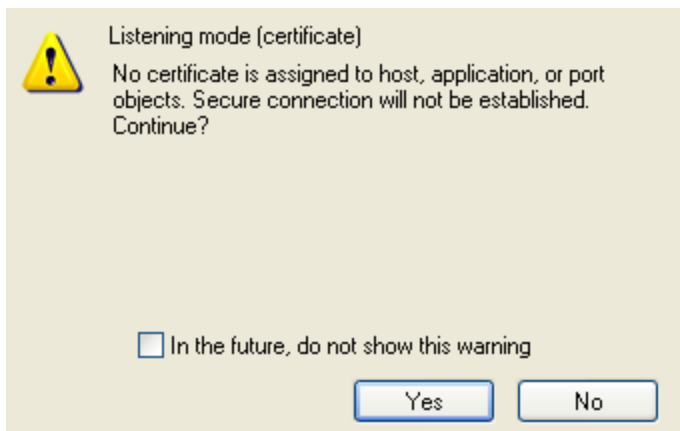 Listening mode (certificate)
No certificate is assigned to host, application, or port
objects. Secure connection will not be established.
Continue?
In the future, do not show this warning
Yes
No